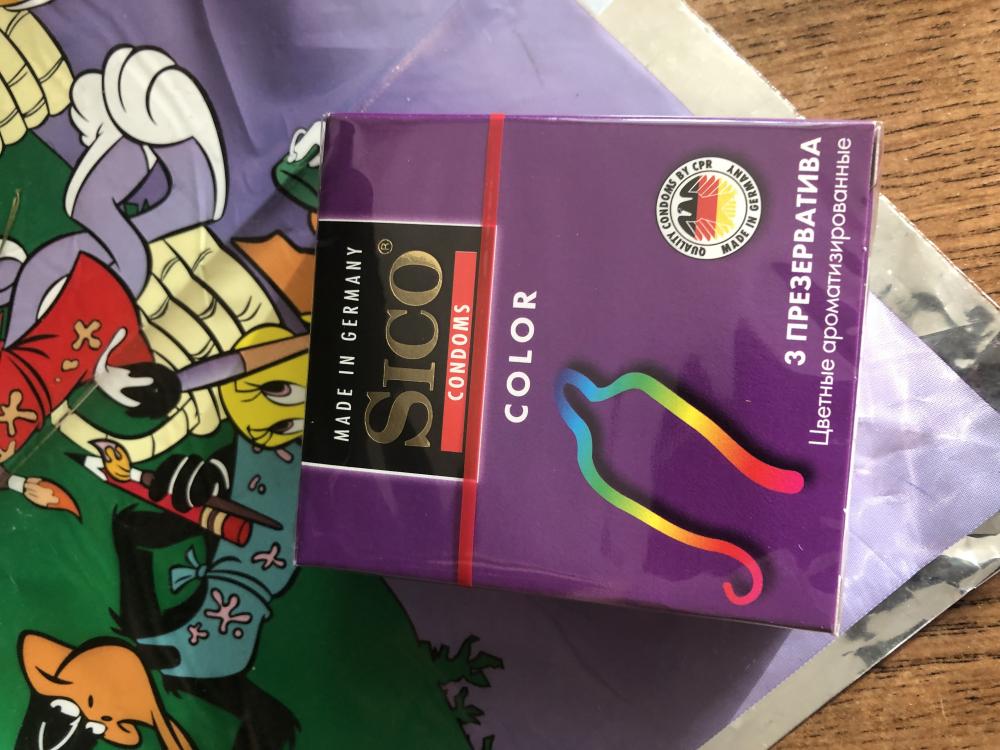 MADE IN GERMANY
SICO®
CONDOMS
COLOR
QUALITY CONDOMS BY CPR
MADE IN GERMANY
3 ПРЕЗЕРВАТИВА
Цветные ароматизированные